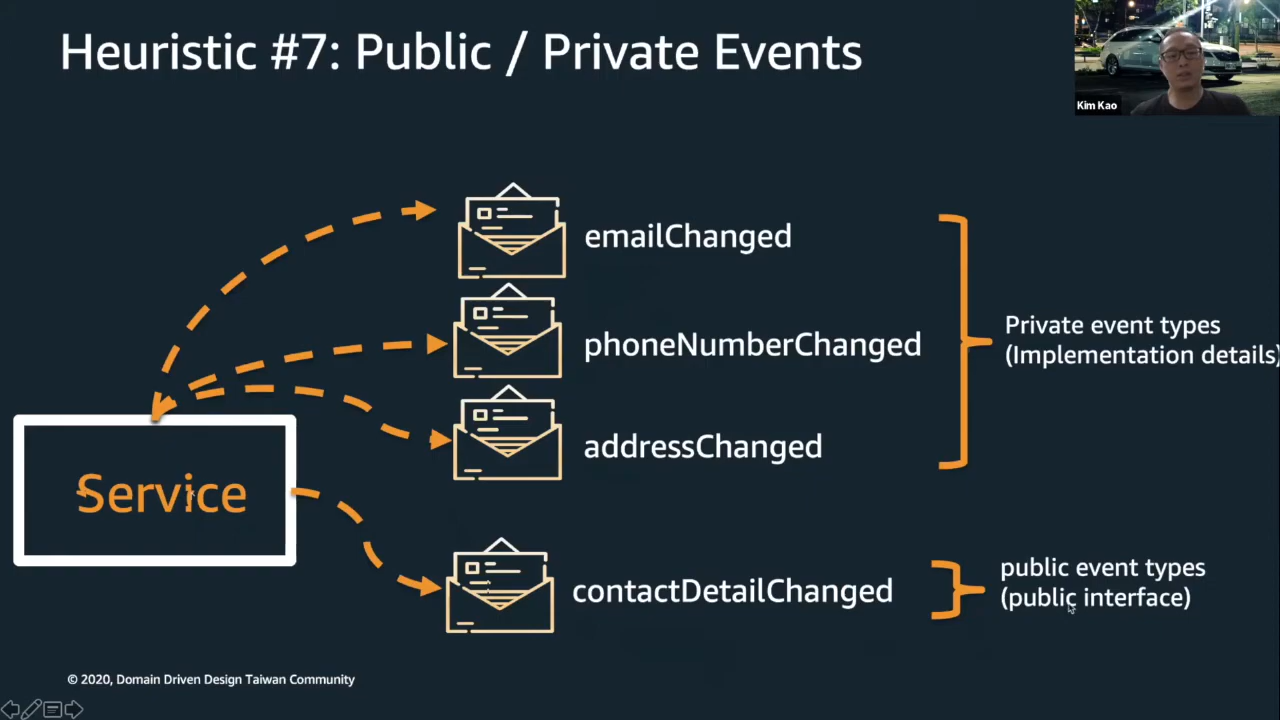 Heuristic #7: Public / Private Events
Kim Kao
emailChanged
phoneNumberChanged
addressChanged
Private event types
(Implementation details)
Service
contactDetailChanged
public event types
(public interface)
© 2020, Domain Driven Design Taiwan Community